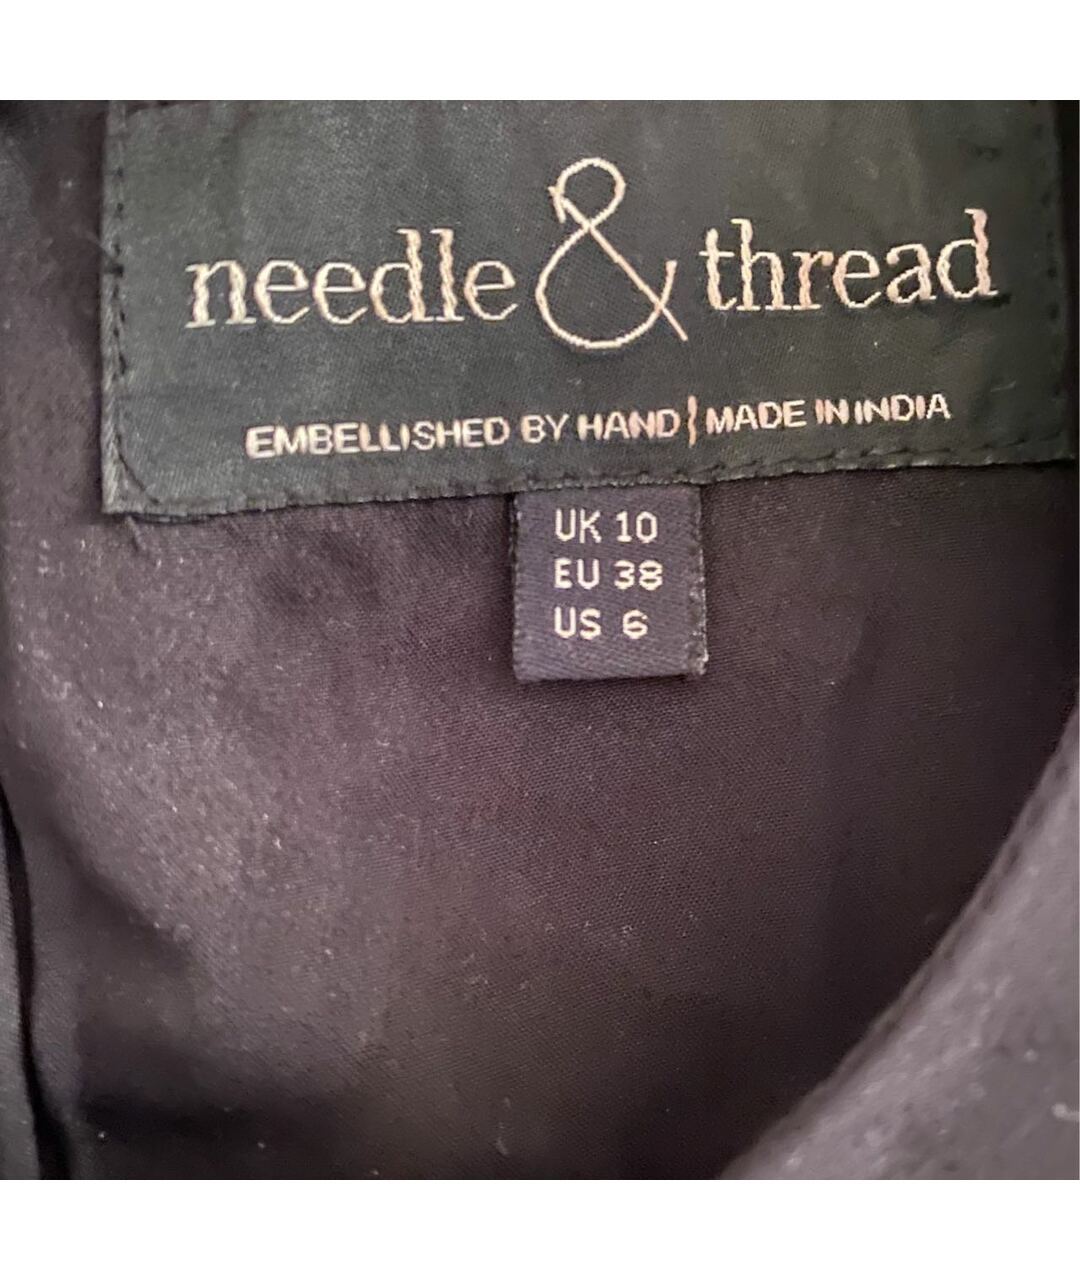 needle & thread
EMBELLISHED BY HAND | MADE IN INDIA
UK 10
EU 38
US 6